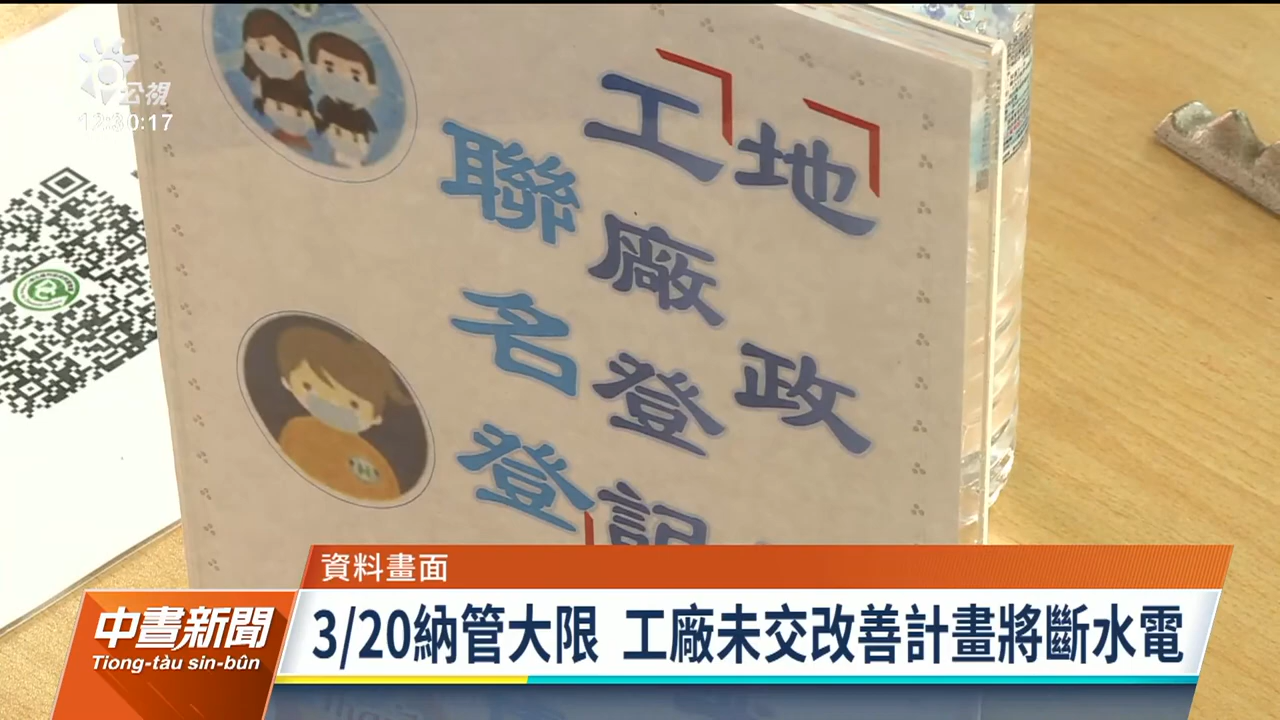 公視
12:30:17
「地政
「工廠登記
聯名登
資料畫面
3/20納管大限 工廠未交改善計畫將斷水電
中晝新聞
Tiong-tàu sin-bûn